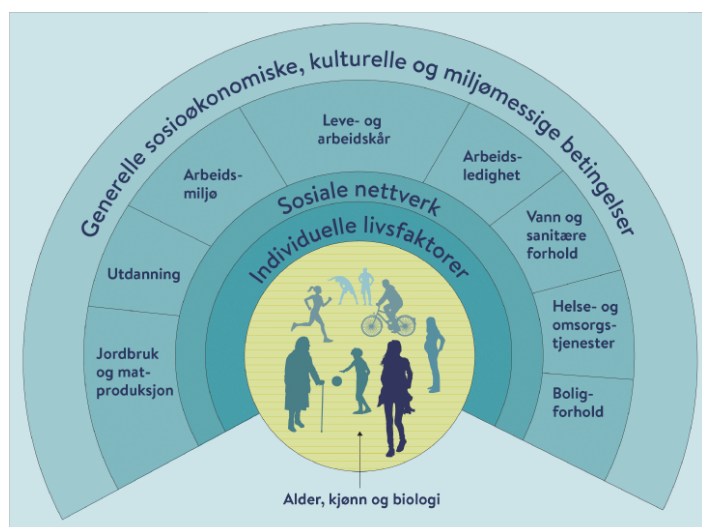 Generelle sosioøkonomiske, kulturelle og miljømessige betingelser
Leve- og
arbeidskår
Arbeids-
miljø
Arbeids-
ledighet
Utdanning
Vann og
sanitære
forhold
Jordbruk
og mat-
produksjon
Helse- og
omsorgs-
tjenester
Bolig-
forhold
Sosiale nettverk
Individuelle livsfaktorer
Alder, kjønn og biologi